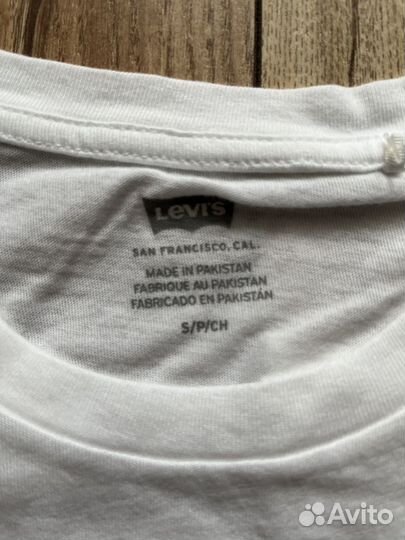 Levi's
SAN FRANCISCO, CAL.
MADE IN PAKISTAN
FABRIQUE AU PAKISTAN
FABRICADO EN PAKISTÁN
S/P/CH
Avito